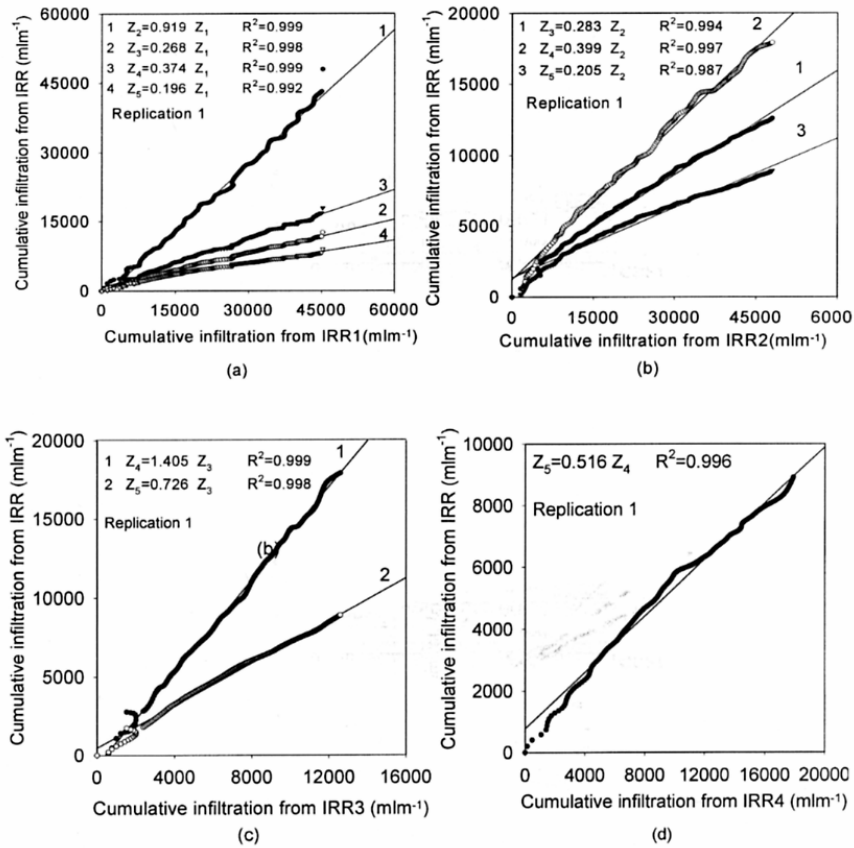 1 Z2=0.919 Z1 R²=0.999
2 Z3=0.268 Z1 R²=0.998
3 Z4=0.374 Z1 R²=0.999
4 Z5=0.196 Z1 R²=0.992
Replication 1
1
3
2
4
60000
45000
30000
15000
0
0 15000 30000 45000 60000
Cumulative infiltration from IRR (mlm⁻¹)
Cumulative infiltration from IRR1(mlm⁻¹)
(a)
1 Z3=0.283 Z2 R²=0.994
2 Z4=0.399 Z2 R²=0.997
3 Z5=0.205 Z2 R²=0.987
Replication 1
2
1
3
20000
15000
10000
5000
0
0 15000 30000 45000 6000
Cumulative infiltration from IRR (mlm⁻¹)
Cumulative infiltration from IRR2(mlm⁻¹)
(b)
1 Z4=1.405 Z3 R²=0.999
2 Z5=0.726 Z3 R²=0.998
Replication 1
(b)
1
2
20000
15000
10000
5000
0
0 4000 8000 12000 16000
Cumulative infiltration from IRR (mlm⁻¹)
Cumulative infiltration from IRR3 (mlm⁻¹)
(c)
Z5=0.516 Z4 R²=0.996
Replication 1
10000
8000
6000
4000
2000
0
0 4000 8000 12000 16000 20000
Cumulative infiltration from IRR (mlm⁻¹)
Cumulative infiltration from IRR4 (mlm⁻¹)
(d)